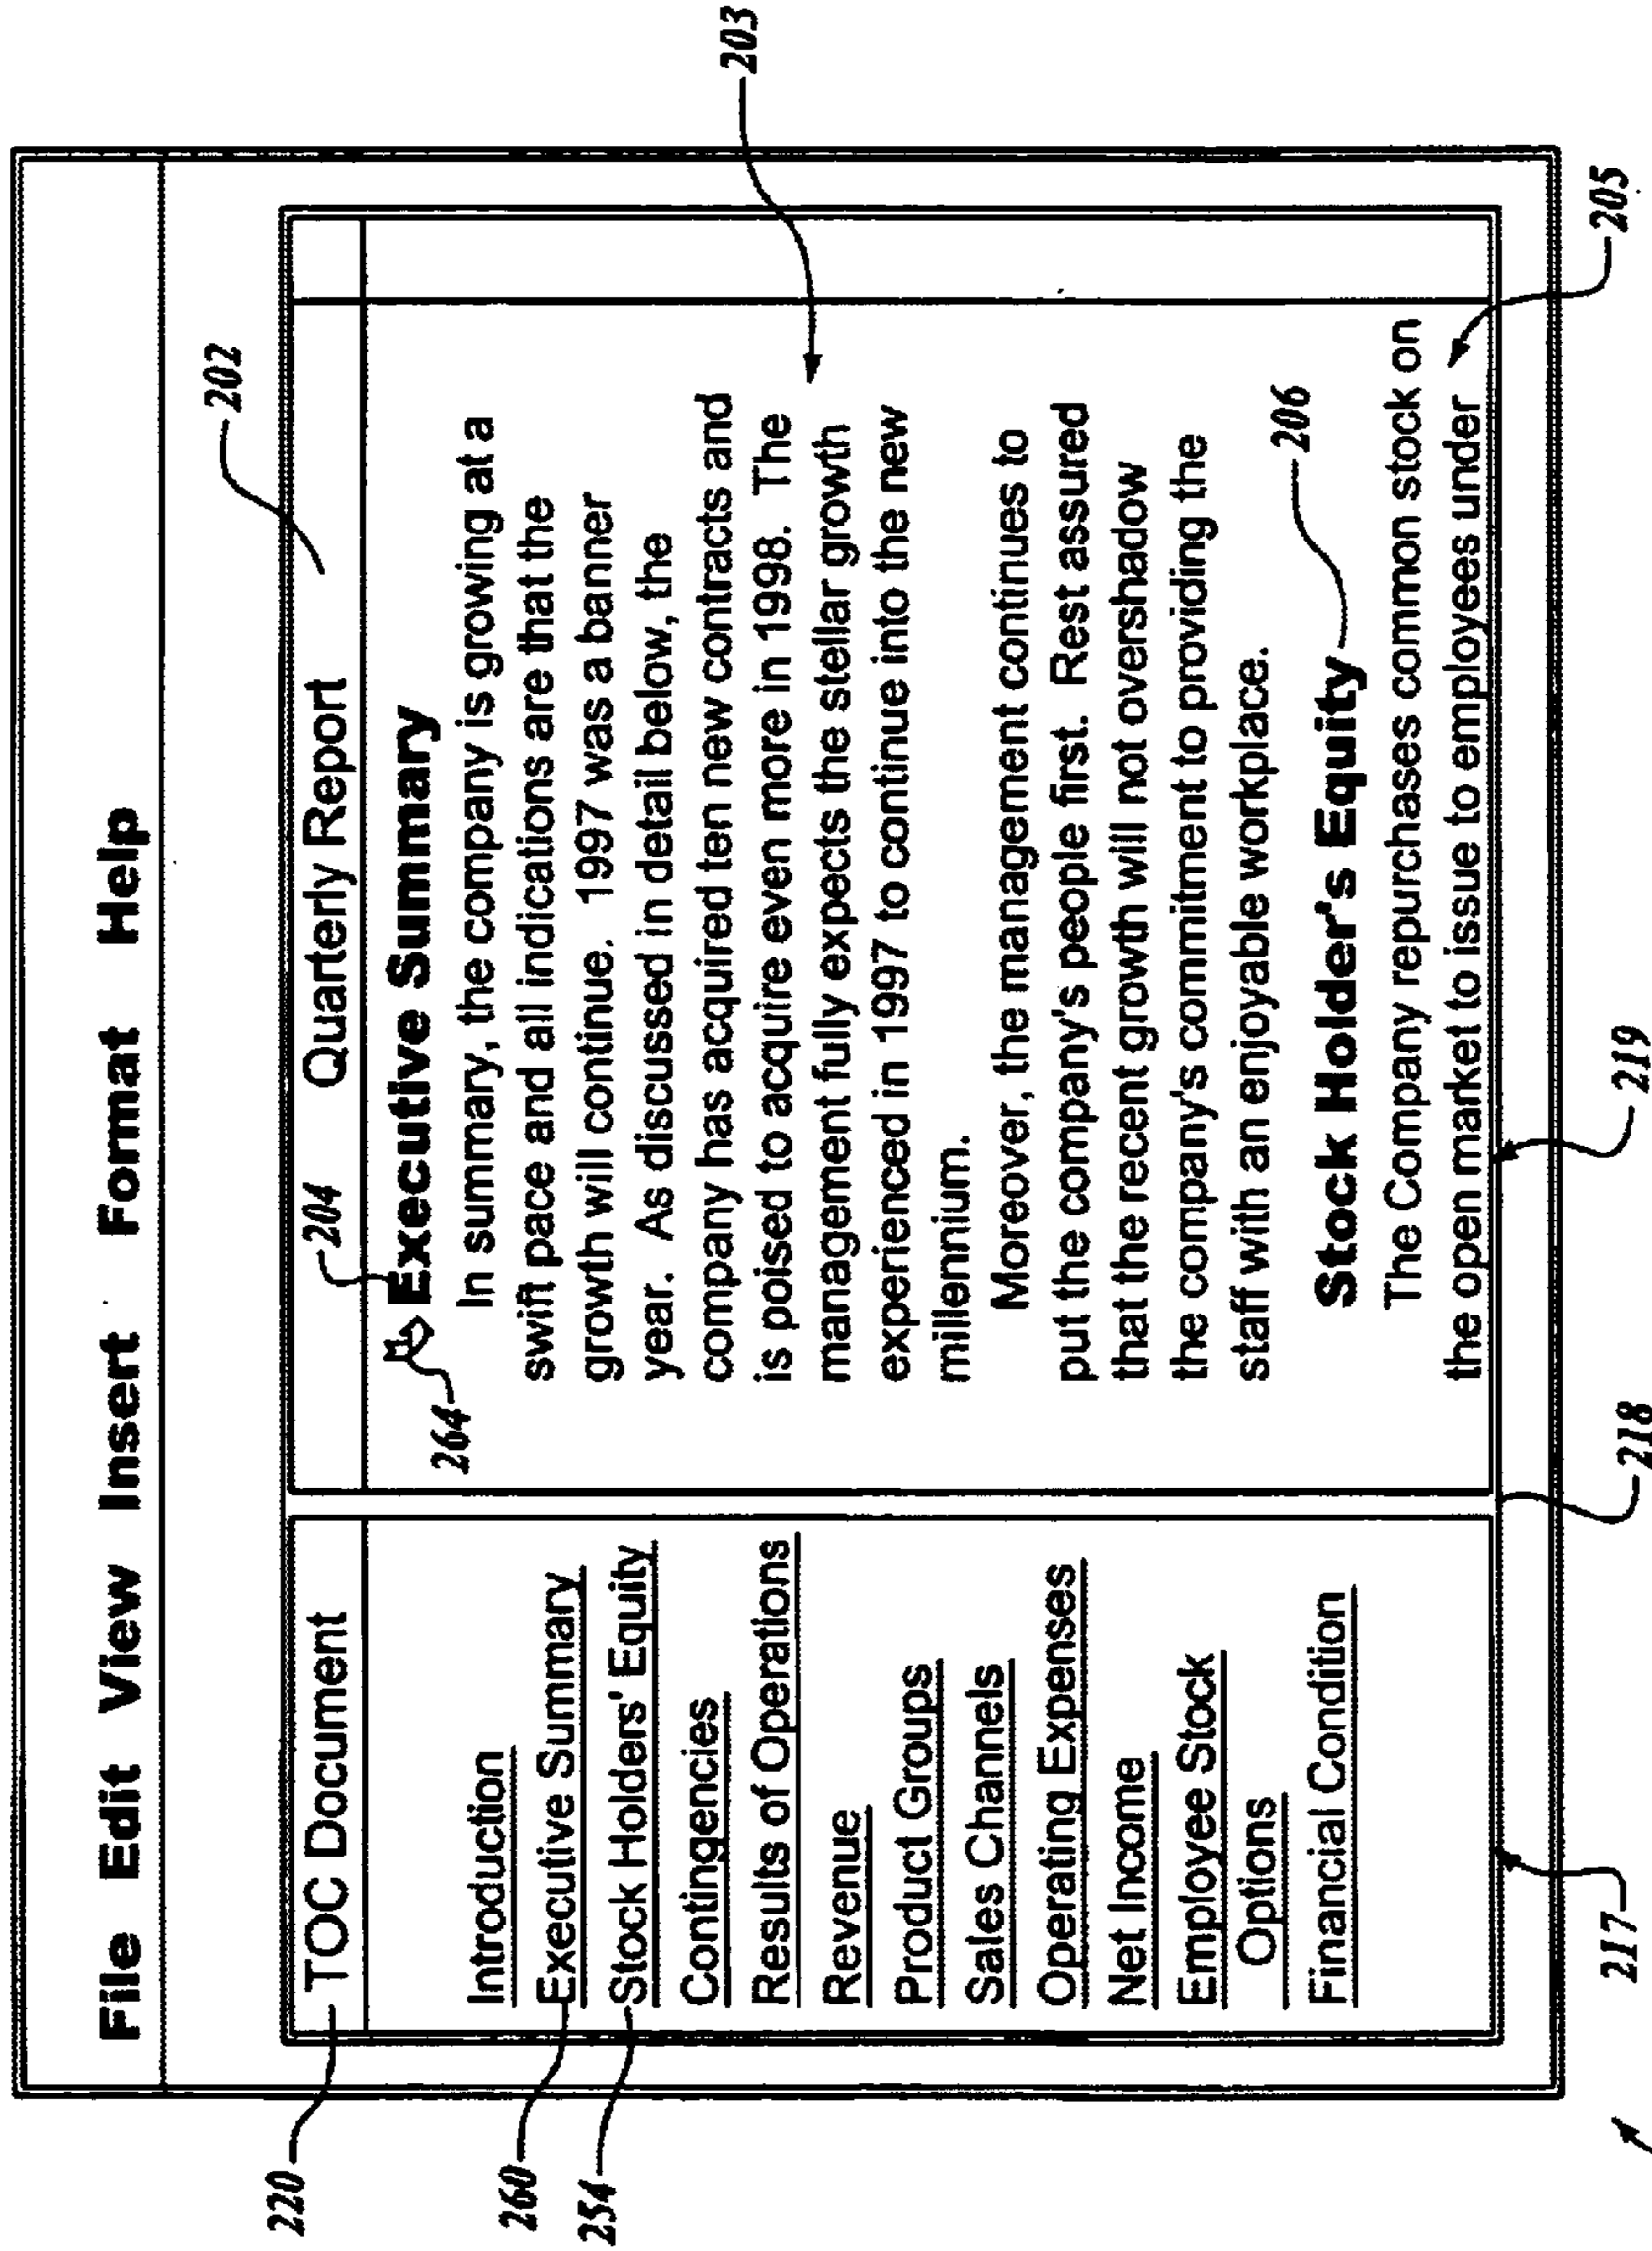 File Edit View Insert Format Help
202
220
TOC Document
204
Quarterly Report
264
Executive Summary
Introduction
260
Executive Summary
254
Stock Holders' Equity
Contingencies
Results of Operations
Revenue
Product Groups
Sales Channels
Operating Expenses
Net Income
Employee Stock
Options
Financial Condition
In summary, the company is growing at a
swift pace and all indications are that the
growth will continue. 1997 was a banner
year. As discussed in detail below, the
company has acquired ten new contracts and
is poised to acquire even more in 1998. The
management fully expects the stellar growth
experienced in 1997 to continue into the new
millennium.
203
Moreover, the management continues to
put the company's people first. Rest assured
that the recent growth will not overshadow
the company's commitment to providing the
staff with an enjoyable workplace.
Stock Holder's Equity
206
The Company repurchases common stock on
the open market to issue to employees under
205
217
218
219